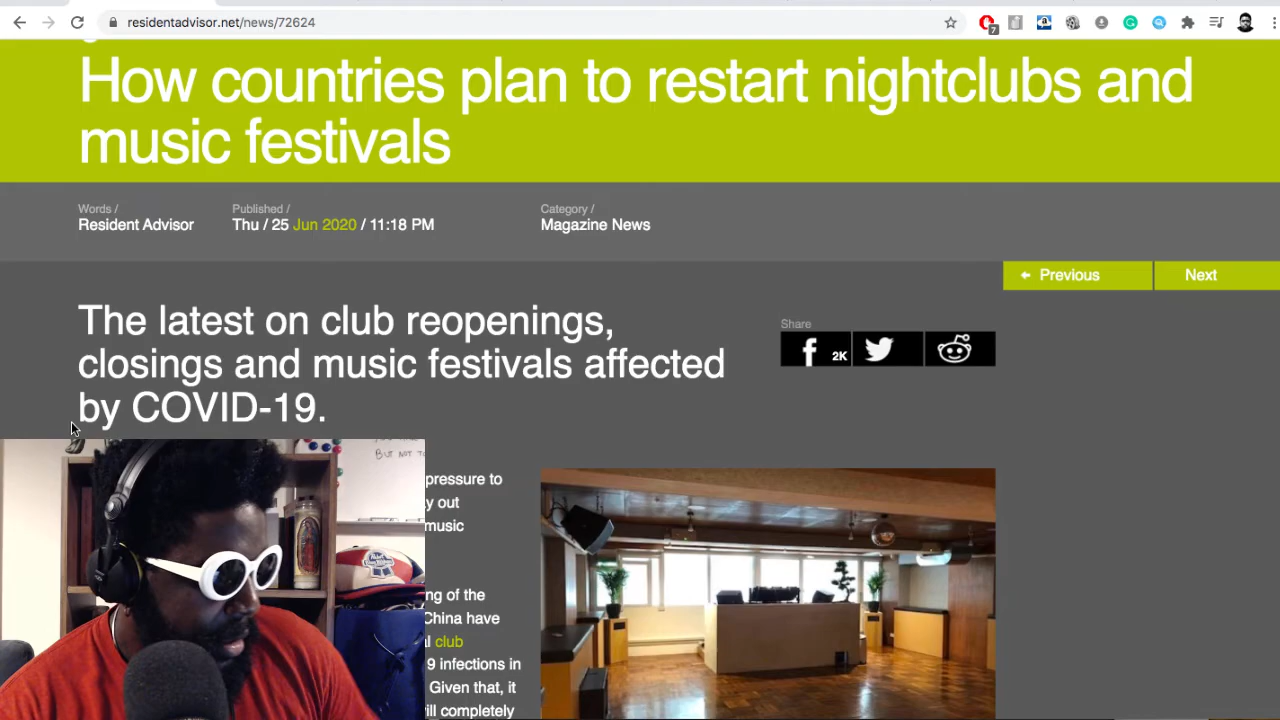 residentadvisor.net/news/72624
7
How countries plan to restart nightclubs and
music festivals
Words /
Resident Advisor
Published /
Thu / 25 Jun 2020 / 11:18 PM
Category /
Magazine News
Previous
Next
The latest on club reopenings,
closings and music festivals affected
by COVID-19.
Share
2K
BUT NOT
pressure to
out
music
of the
China have
club
9 infections in
Given that, it
completely